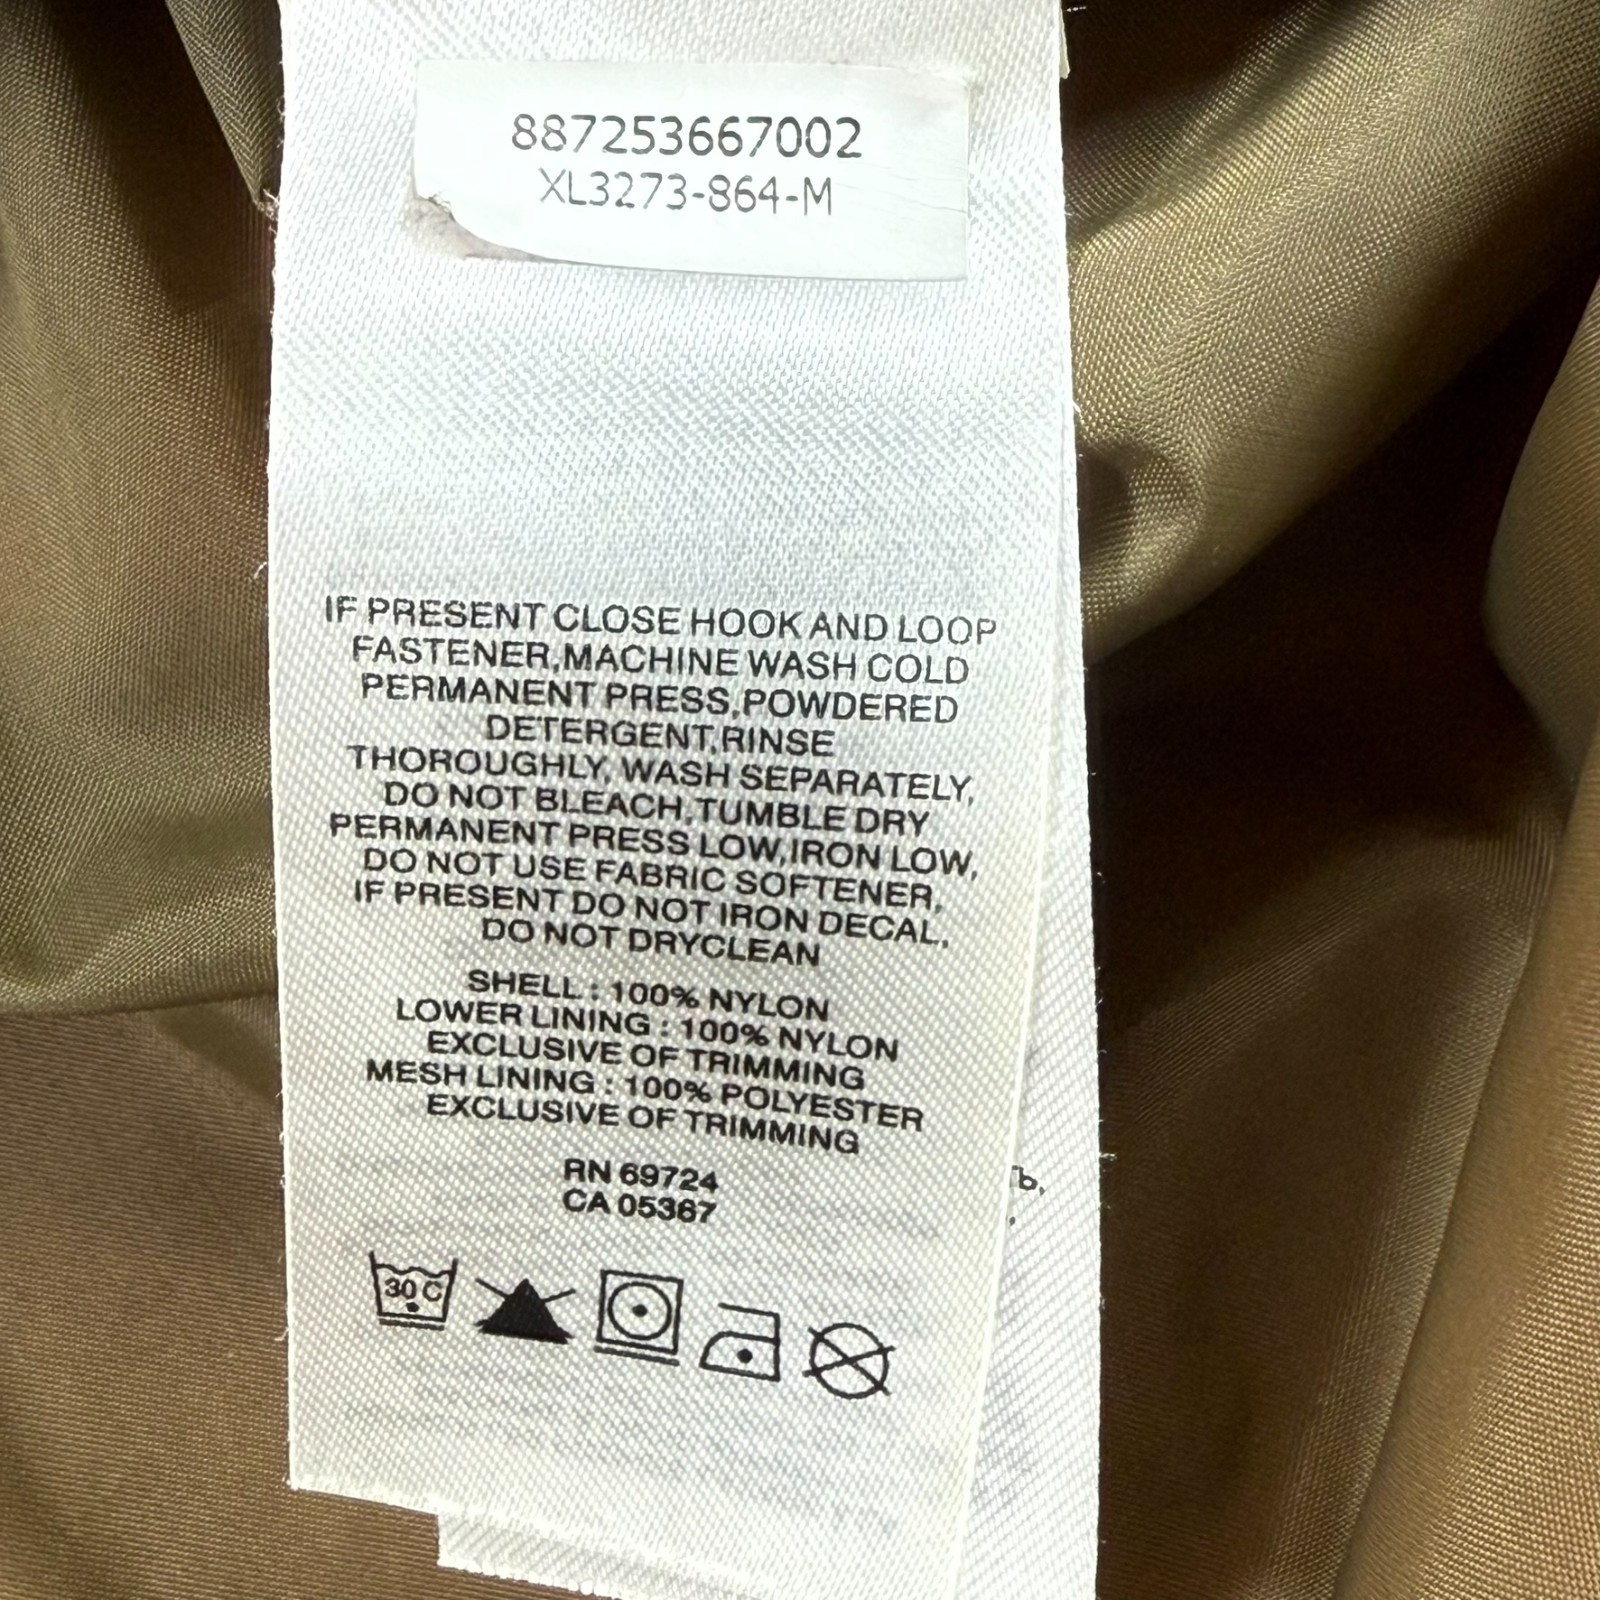 887253667002
XL3273-864-M
IF PRESENT CLOSE HOOK AND LOOP
FASTENER,MACHINE WASH COLD
PERMANENT PRESS,POWDERED
DETERGENT,RINSE
THOROUGHLY, WASH SEPARATELY,
DO NOT BLEACH,TUMBLE DRY
PERMANENT PRESS LOW,IRON LOW,
DO NOT USE FABRIC SOFTENER,
IF PRESENT DO NOT IRON DECAL,
DO NOT DRYCLEAN
SHELL : 100% NYLON
LOWER LINING : 100% NYLON
EXCLUSIVE OF TRIMMING
MESH LINING : 100% POLYESTER
EXCLUSIVE OF TRIMMING
RN 69724
CA 05367
30 C